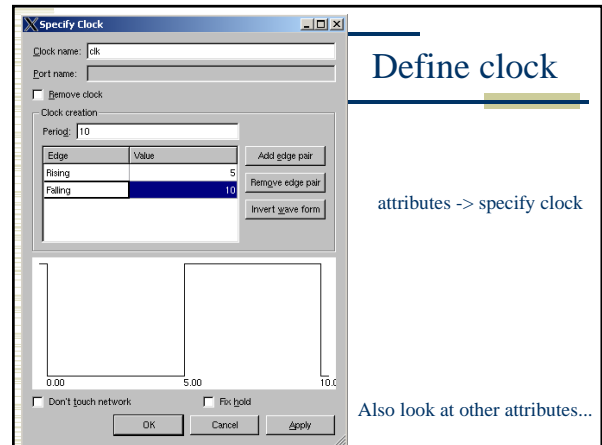 Specify Clock
Clock name: clk
Port name:
Remove clock
Clock creation
Period: 10
Edge Value
Rising 5
Falling 10
Add edge pair
Remove edge pair
Invert wave form
0.00 5.00 10.0
Don't touch network Fix hold
OK Cancel Apply
Define clock
attributes -> specify clock
Also look at other attributes...